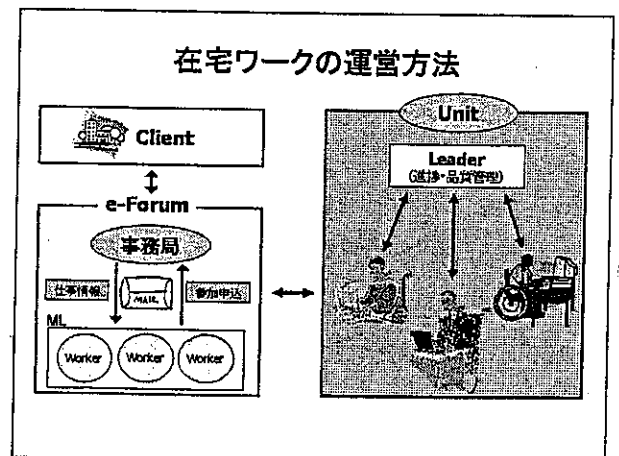 在宅ワークの運営方法
Client
e-Forum
事務局
仕事情報
MAIL
参加申込
ML
Worker
Worker
Worker
Unit
Leader
(進捗・品質管理)